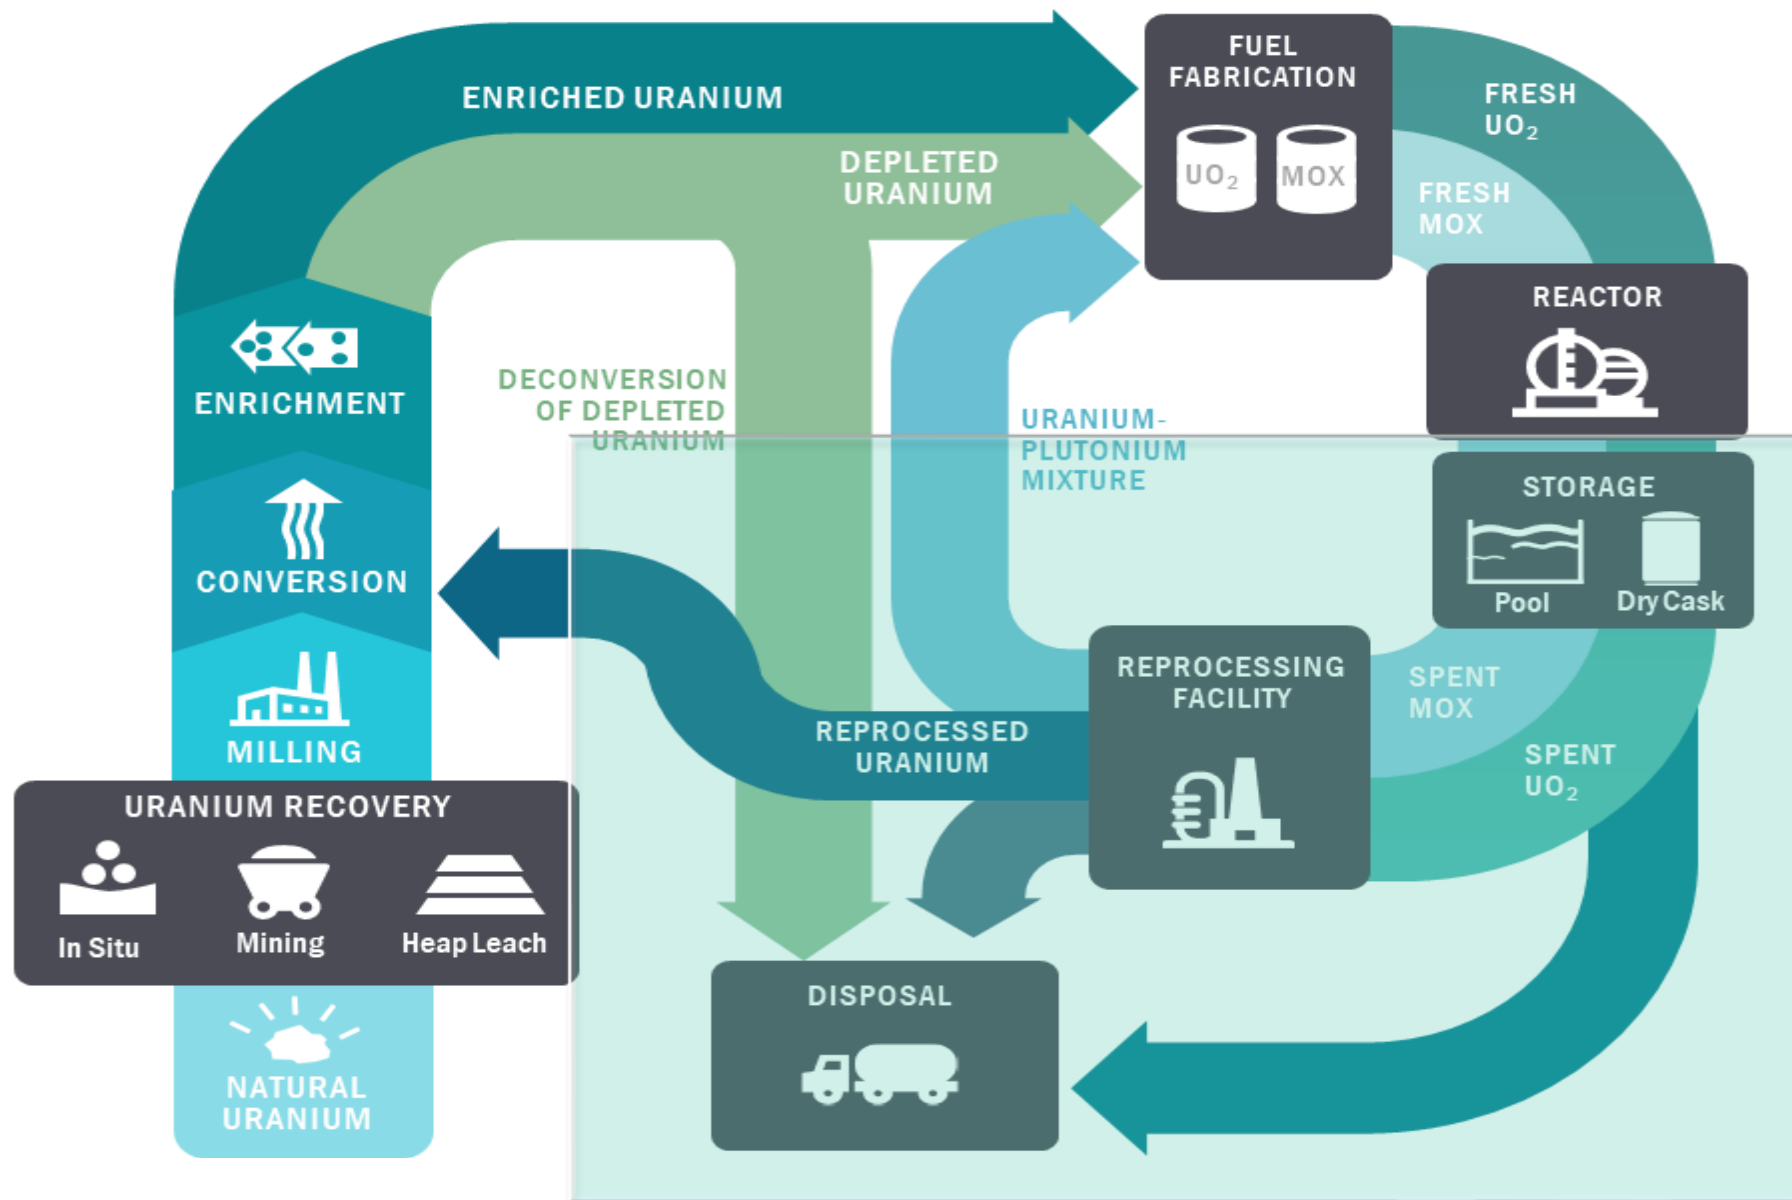 ENRICHED URANIUM
DEPLETED
URANIUM
FUEL
FABRICATION
UO₂
MOX
FRESH
UO₂
FRESH
MOX
REACTOR
ENRICHMENT
DECONVERSION
OF DEPLETED
URANIUM
URANIUM-
PLUTONIUM
MIXTURE
STORAGE
Pool
Dry Cask
CONVERSION
REPROCESSING
FACILITY
SPENT
MOX
SPENT
UO₂
REPROCESSED
URANIUM
MILLING
URANIUM RECOVERY
In Situ
Mining
Heap Leach
DISPOSAL
NATURAL
URANIUM